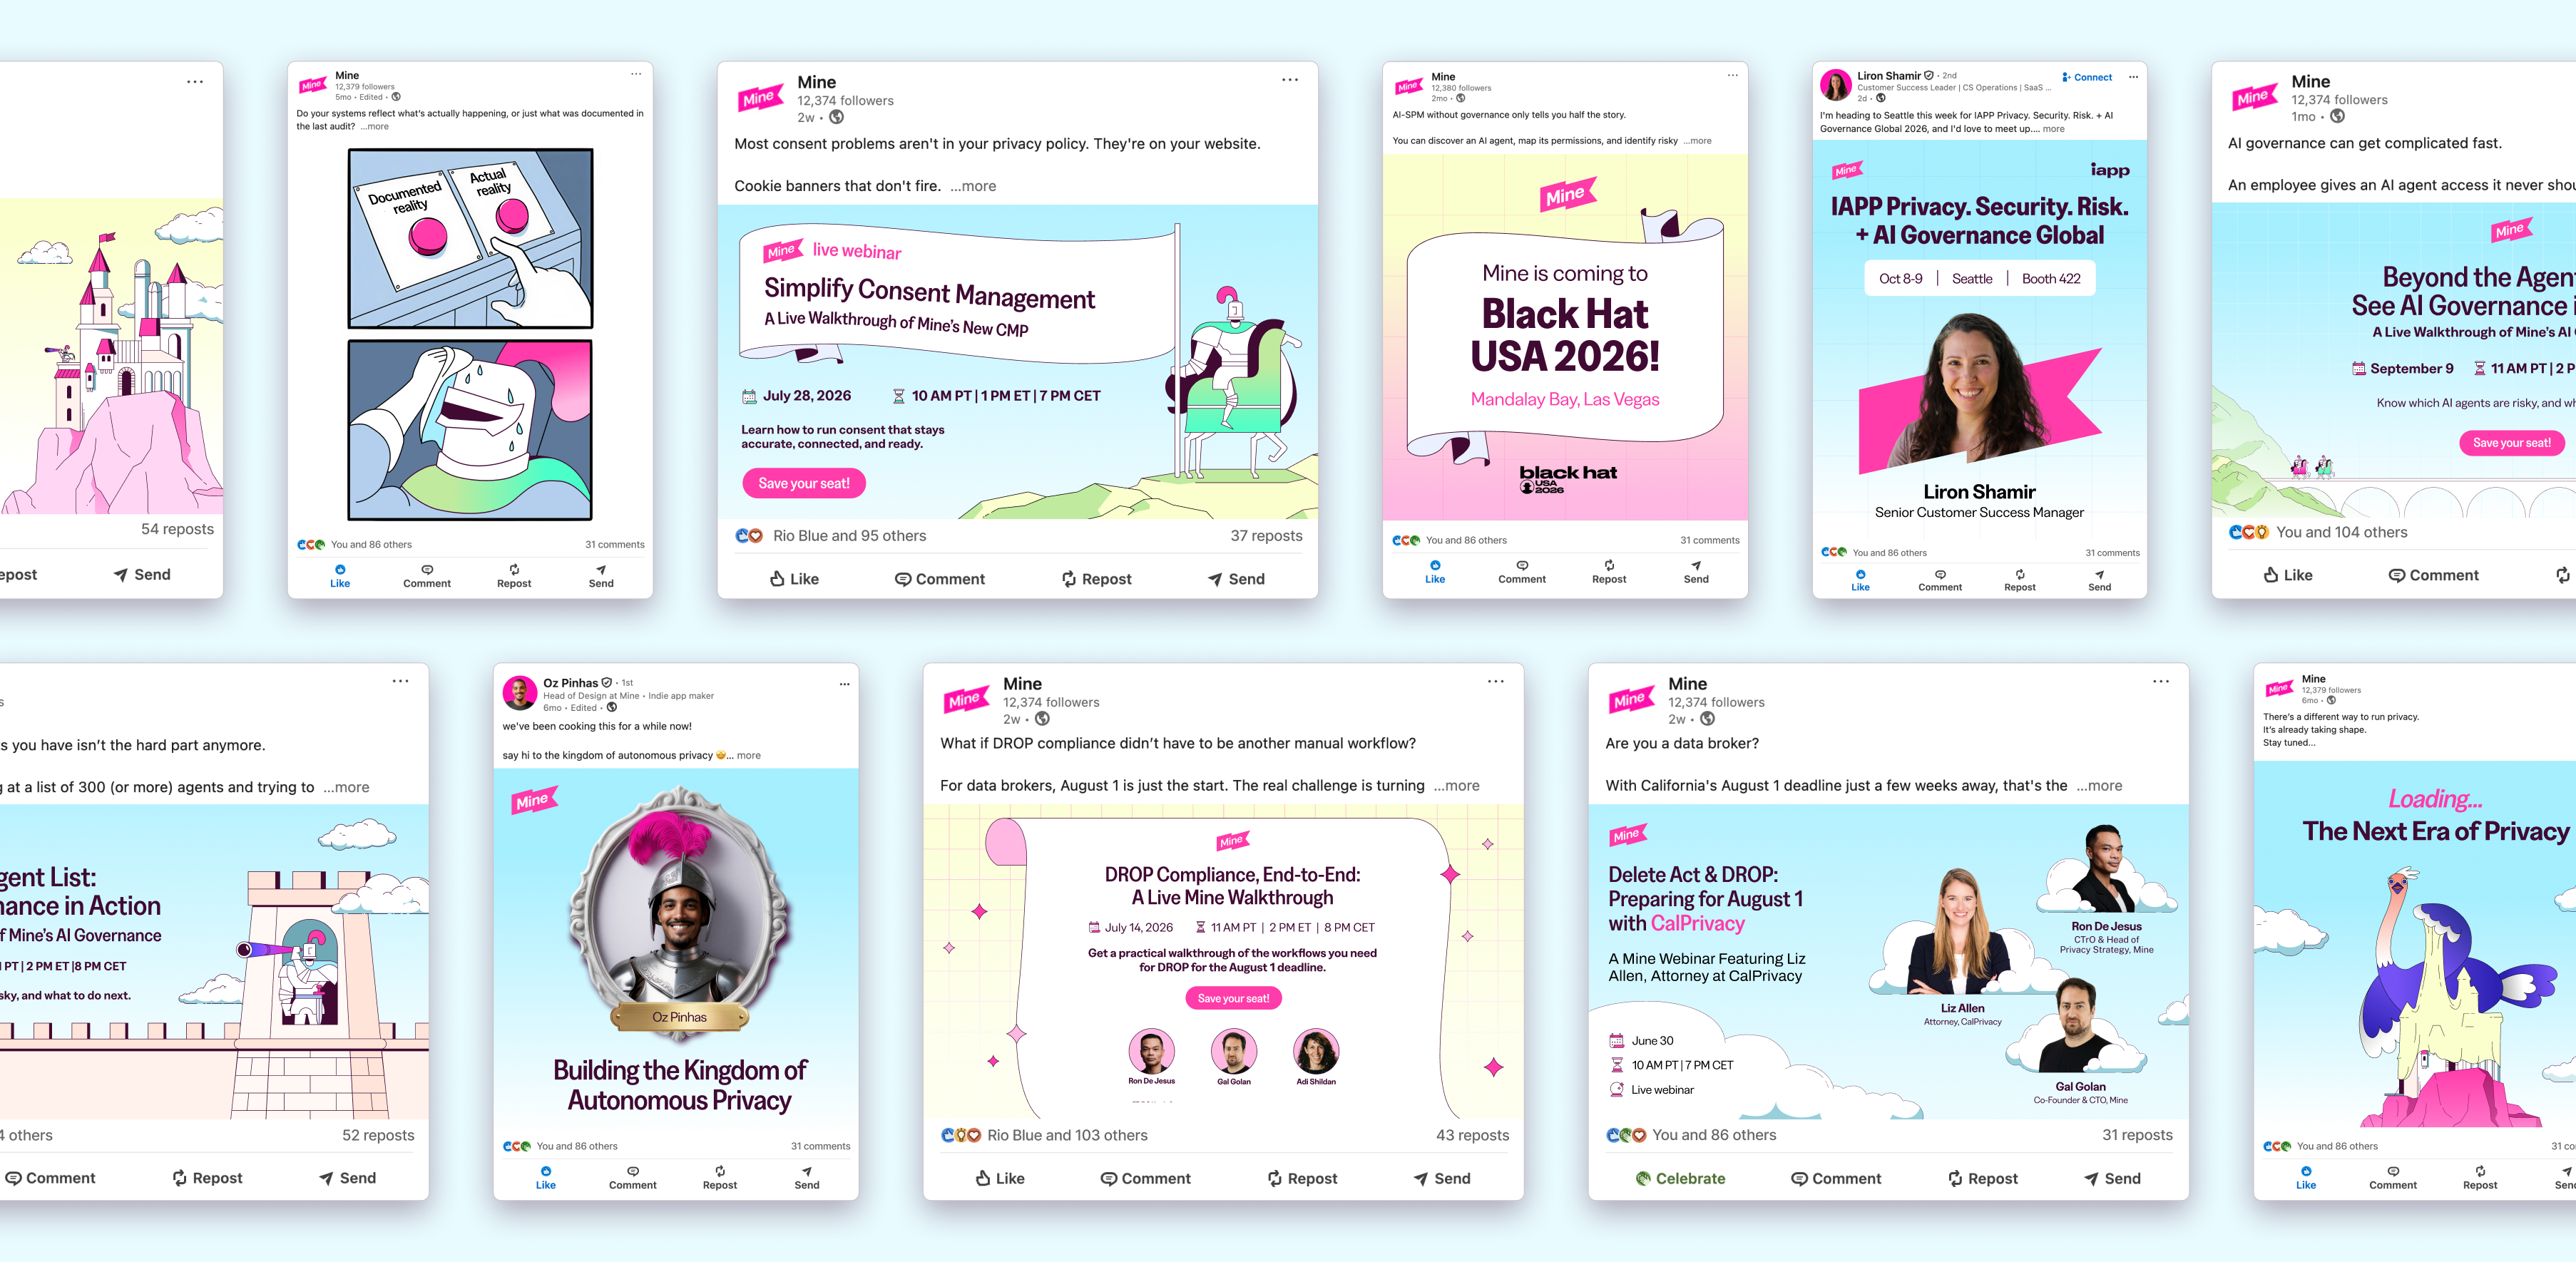 54 reposts
epost
Send
Mine
Mine
12,379 followers
5mo • Edited •
Do your systems reflect what's actually happening, or just what was documented in
the last audit? ...more
Documented
reality
Actual
reality
You and 86 others
31 comments
Like
Comment
Repost
Send
Mine
Mine
12,374 followers
2w •
Most consent problems aren't in your privacy policy. They're on your website.
Cookie banners that don't fire. ...more
Mine live webinar
Simplify Consent Management
A Live Walkthrough of Mine's New CMP
July 28, 2026
10 AM PT | 1 PM ET | 7 PM CET
Learn how to run consent that stays
accurate, connected, and ready.
Save your seat!
Rio Blue and 95 others
37 reposts
Like
Comment
Repost
Send
Mine
Mine
12,380 followers
2mo •
AI-SPM without governance only tells you half the story.
You can discover an AI agent, map its permissions, and identify risky ...more
Mine
Mine is coming to
Black Hat
USA 2026!
Mandalay Bay, Las Vegas
black hat
USA
2026
You and 86 others
31 comments
Like
Comment
Repost
Send
Liron Shamir • 2nd
Connect
Customer Success Leader | CS Operations | SaaS ...
2d •
I'm heading to Seattle this week for IAPP Privacy. Security. Risk. + AI
Governance Global 2026, and I'd love to meet up.... more
Mine
iapp
IAPP Privacy. Security. Risk.
+ AI Governance Global
Oct 8-9 | Seattle | Booth 422
Liron Shamir
Senior Customer Success Manager
You and 86 others
31 comments
Like
Comment
Repost
Send
Mine
Mine
12,374 followers
1mo •
AI governance can get complicated fast.
An employee gives an AI agent access it never shou
Mine
Beyond the Agen
See AI Governance i
A Live Walkthrough of Mine's AI
September 9
11 AM PT | 2 P
Know which AI agents are risky, and wh
Save your seat!
You and 104 others
Like
Comment
s
s you have isn't the hard part anymore.
g at a list of 300 (or more) agents and trying to ...more
gent List:
nance in Action
f Mine's AI Governance
PT | 2 PM ET |8 PM CET
sky, and what to do next.
4 others
52 reposts
Comment
Repost
Send
Oz Pinhas • 1st
Head of Design at Mine • Indie app maker
6mo • Edited •
we've been cooking this for a while now!
say hi to the kingdom of autonomous privacy 🤩... more
Mine
Oz Pinhas
Building the Kingdom of
Autonomous Privacy
You and 86 others
31 comments
Like
Comment
Repost
Send
Mine
Mine
12,374 followers
2w •
What if DROP compliance didn't have to be another manual workflow?
For data brokers, August 1 is just the start. The real challenge is turning ...more
Mine
DROP Compliance, End-to-End:
A Live Mine Walkthrough
July 14, 2026
11 AM PT | 2 PM ET | 8 PM CET
Get a practical walkthrough of the workflows you need
for DROP for the August 1 deadline.
Save your seat!
Ron De Jesus
Gal Golan
Adi Shildan
Rio Blue and 103 others
43 reposts
Like
Comment
Repost
Send
Mine
Mine
12,374 followers
2w •
Are you a data broker?
With California's August 1 deadline just a few weeks away, that's the ...more
Mine
Delete Act & DROP:
Preparing for August 1
with CalPrivacy
A Mine Webinar Featuring Liz
Allen, Attorney at CalPrivacy
June 30
10 AM PT | 7 PM CET
Live webinar
Ron De Jesus
CTrO & Head of
Privacy Strategy, Mine
Liz Allen
Attorney, CalPrivacy
Gal Golan
Co-Founder & CTO, Mine
You and 86 others
31 reposts
Celebrate
Comment
Repost
Send
Mine
Mine
12,379 followers
6mo •
There's a different way to run privacy.
It's already taking shape.
Stay tuned...
Loading...
The Next Era of Privacy
You and 86 others
31 co
Like
Comment
Repost
Sen